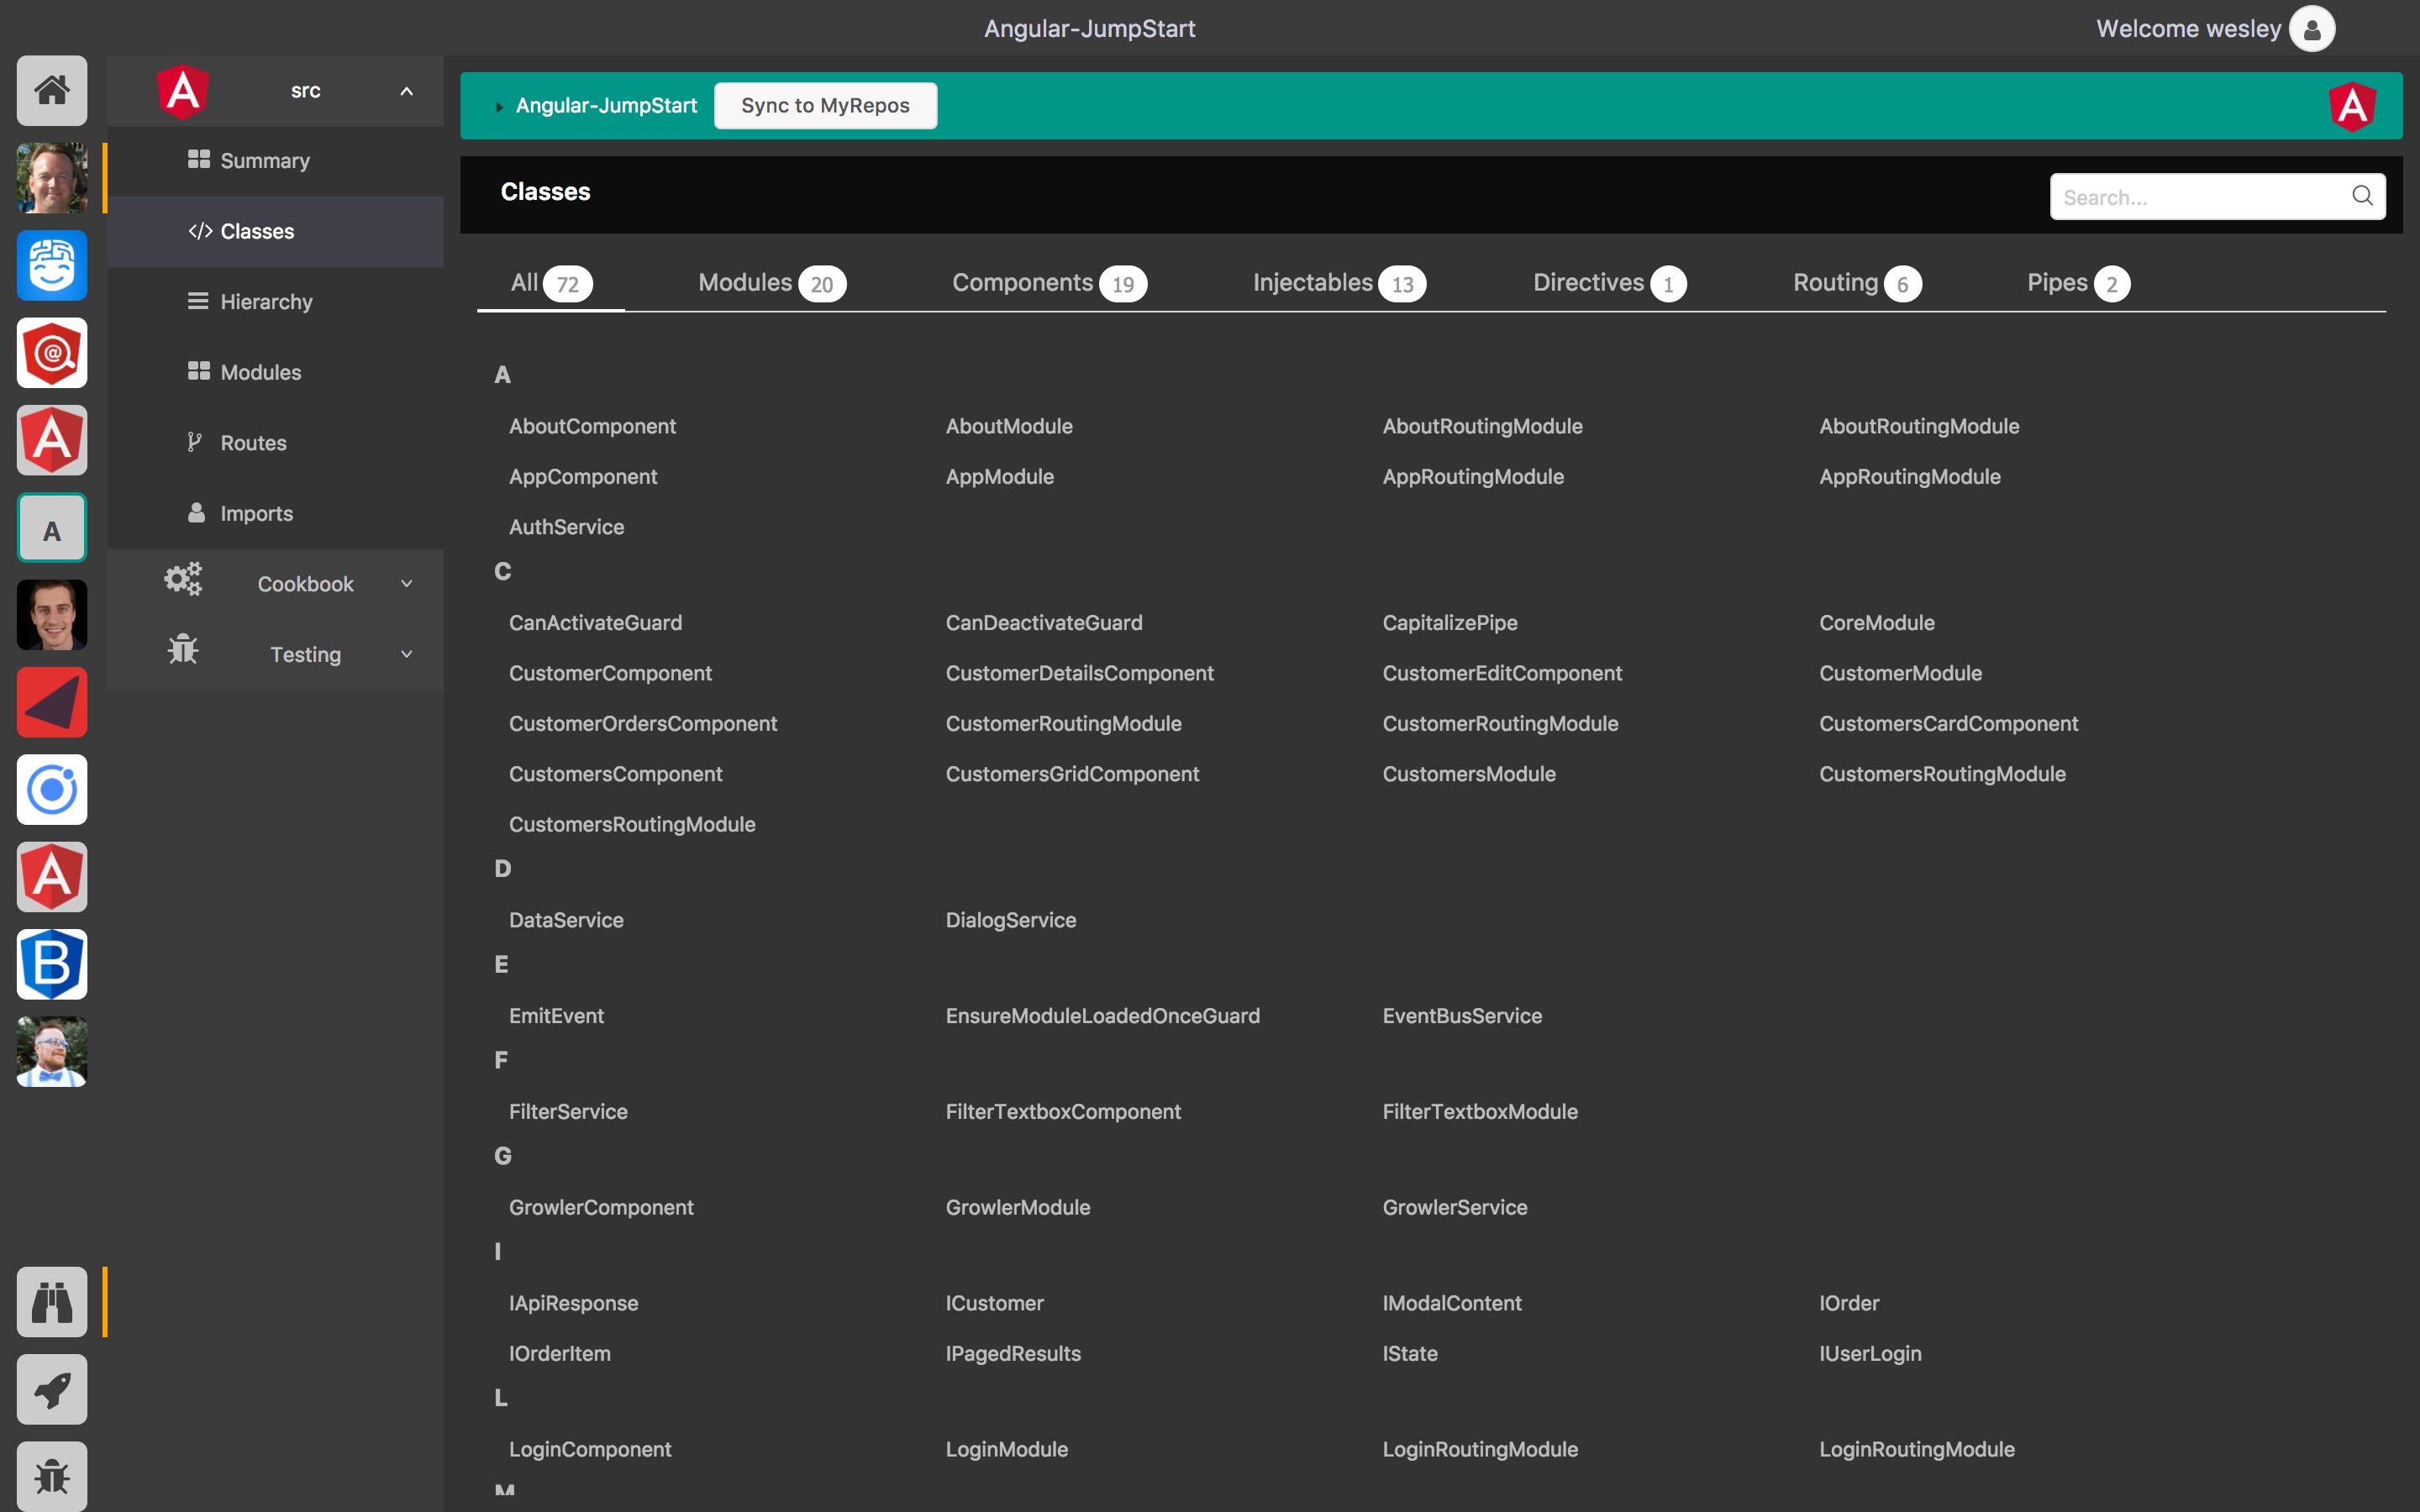 Angular-JumpStart
Welcome wesley
src
Summary
Classes
Hierarchy
Modules
Routes
Imports
Cookbook
Testing
A
Angular-JumpStart Sync to MyRepos
Classes
Search...
All 72 Modules 20 Components 19 Injectables 13 Directives 1 Routing 6 Pipes 2
A
AboutComponent AboutModule AboutRoutingModule AboutRoutingModule
AppComponent AppModule AppRoutingModule AppRoutingModule
AuthService
C
CanActivateGuard CanDeactivateGuard CapitalizePipe CoreModule
CustomerComponent CustomerDetailsComponent CustomerEditComponent CustomerModule
CustomerOrdersComponent CustomerRoutingModule CustomerRoutingModule CustomersCardComponent
CustomersComponent CustomersGridComponent CustomersModule CustomersRoutingModule
CustomersRoutingModule
D
DataService DialogService
E
EmitEvent EnsureModuleLoadedOnceGuard EventBusService
F
FilterService FilterTextboxComponent FilterTextboxModule
G
GrowlerComponent GrowlerModule GrowlerService
I
IApiResponse ICustomer IModalContent IOrder
IOrderItem IPagedResults IState IUserLogin
L
LoginComponent LoginModule LoginRoutingModule LoginRoutingModule
M